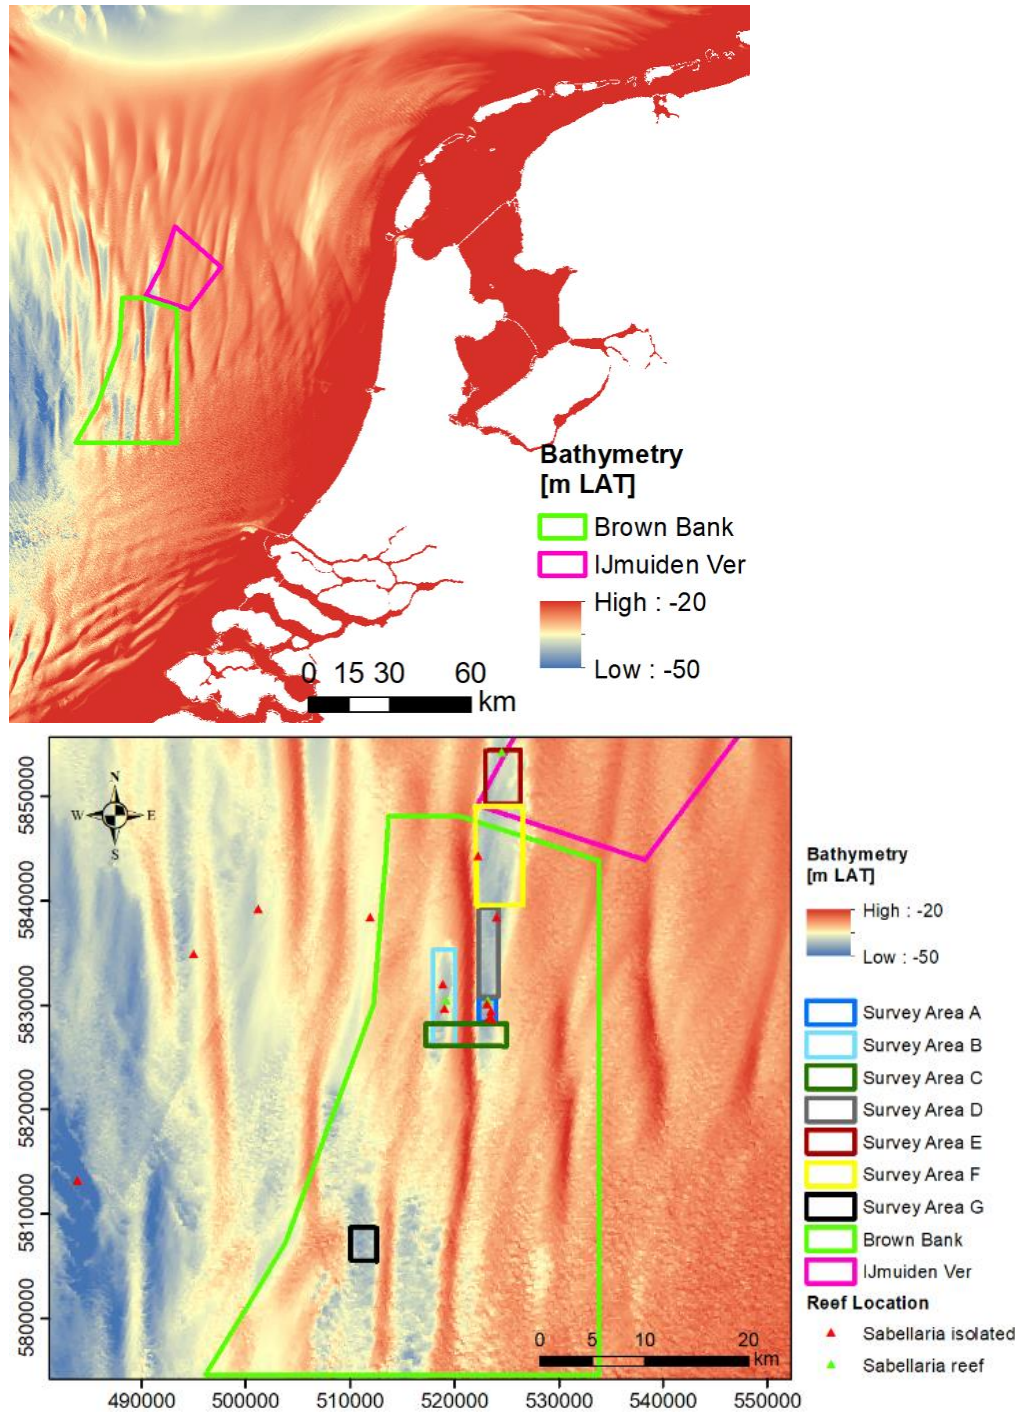 Bathymetry
[m LAT]
Brown Bank
IJmuiden Ver
High : -20
Low : -50
0 15 30 60
km
N
W E
S
5850000
5840000
5830000
5820000
5810000
5800000
490000 500000 510000 520000 530000 540000 550000
0 5 10 20
km
Bathymetry
[m LAT]
High : -20
Low : -50
Survey Area A
Survey Area B
Survey Area C
Survey Area D
Survey Area E
Survey Area F
Survey Area G
Brown Bank
IJmuiden Ver
Reef Location
Sabellaria isolated
Sabellaria reef